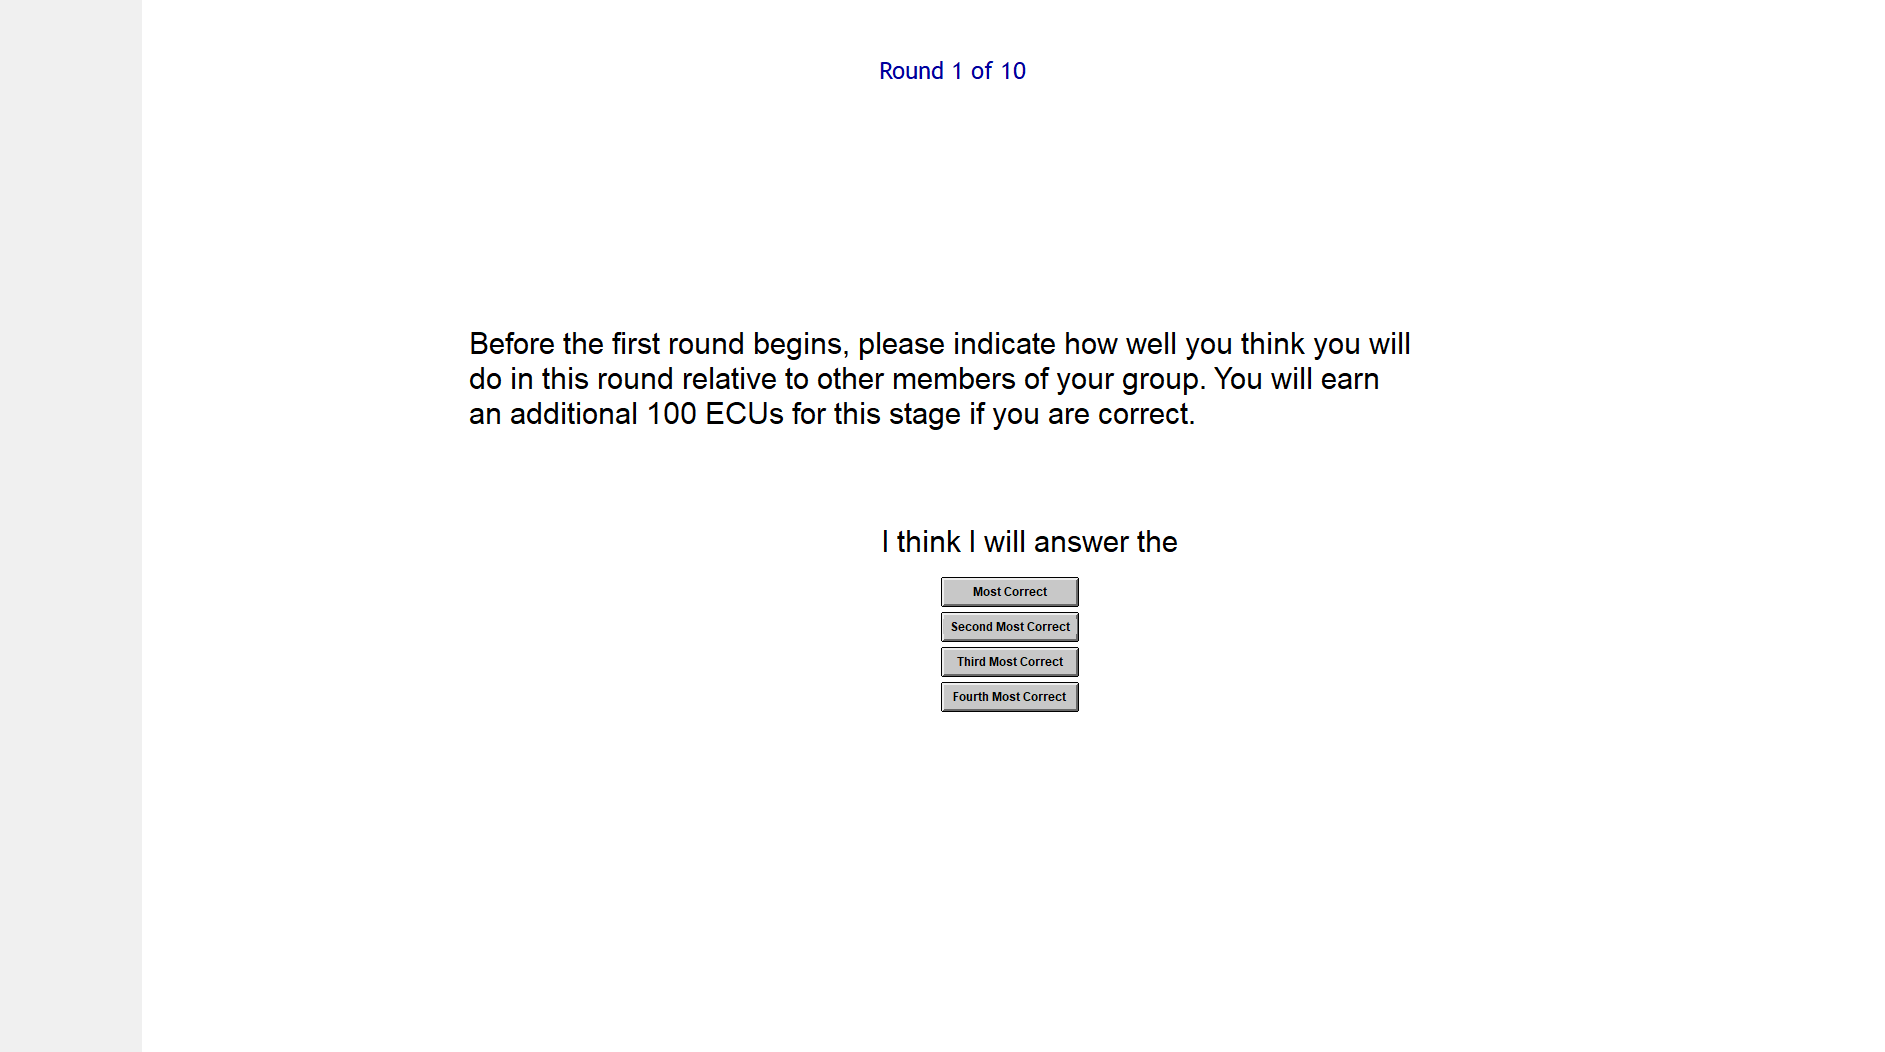 Round 1 of 10
Before the first round begins, please indicate how well you think you will
do in this round relative to other members of your group. You will earn
an additional 100 ECUs for this stage if you are correct.
I think I will answer the
Most Correct
Second Most Correct
Third Most Correct
Fourth Most Correct